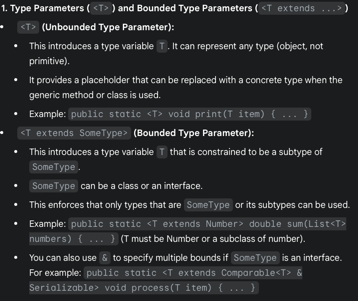 1. Type Parameters ( <T> ) and Bounded Type Parameters ( <T extends ...> )
• <T> (Unbounded Type Parameter):
• This introduces a type variable T. It can represent any type (object, not
primitive).
• It provides a placeholder that can be replaced with a concrete type when the
generic method or class is used.
• Example: public static <T> void print(T item) { ... }
• <T extends SomeType> (Bounded Type Parameter):
• This introduces a type variable T that is constrained to be a subtype of
SomeType.
• SomeType can be a class or an interface.
• This enforces that only types that are SomeType or its subtypes can be used.
• Example: public static <T extends Number> double sum(List<T>
numbers) { ... } (T must be Number or a subclass of number).
• You can also use & to specify multiple bounds if SomeType is an interface.
For example: public static <T extends Comparable<T> &
Serializable> void process(T item) { ... }